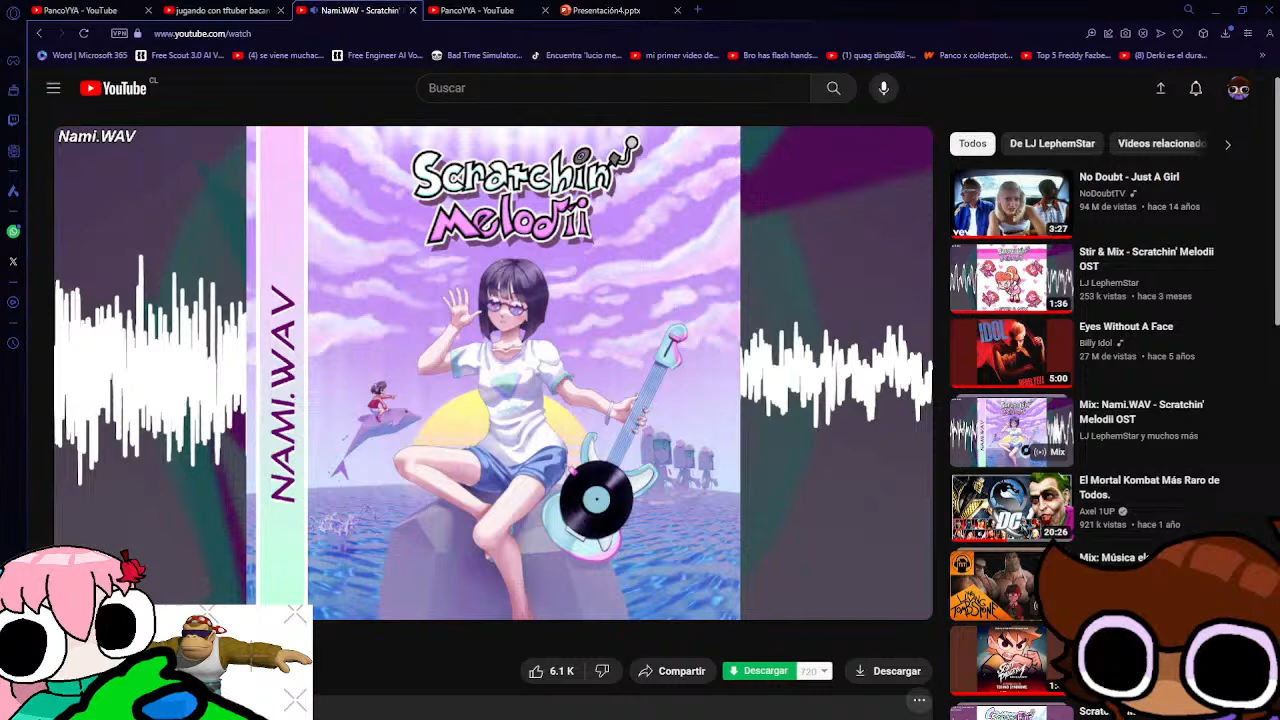 PancoYYA - YouTube
jugando con tftuber bacan
Nami.WAV - Scratchin'
PancoYYA - YouTube
Presentación4.pptx
VPN
www.youtube.com/watch
Word | Microsoft 365
Free Scout 3.0 AI V...
(4) se viene muchac...
Free Engineer AI Vo...
Bad Time Simulator...
Encuentra 'lucio me...
mi primer video de...
Bro has flash hands...
(1) quag dingo
Panco x coldestpot...
Top 5 Freddy Fazbe...
(8) Derki es el dura...
YouTube CL
Buscar
Nami.WAV
Scratchin'
Melodii
NAMI.WAV
Todos
De LJ LephemStar
Vídeos relacionado
No Doubt - Just A Girl
NoDoubtTV
94 M de vistas • hace 14 años
3:27
Stir & Mix - Scratchin' Melodii
OST
LJ LephemStar
253 k vistas • hace 3 meses
1:36
Eyes Without A Face
Billy Idol
27 M de vistas • hace 5 años
IDOL
5:00
Mix: Nami.WAV - Scratchin'
Melodii OST
LJ LephemStar y muchos más
Mix
El Mortal Kombat Más Raro de
Todos.
Axel 1UP
921 k vistas • hace 1 año
20:26
Mix: Música el
Scratc
6.1 K
Compartir
Descargar
720
Descargar